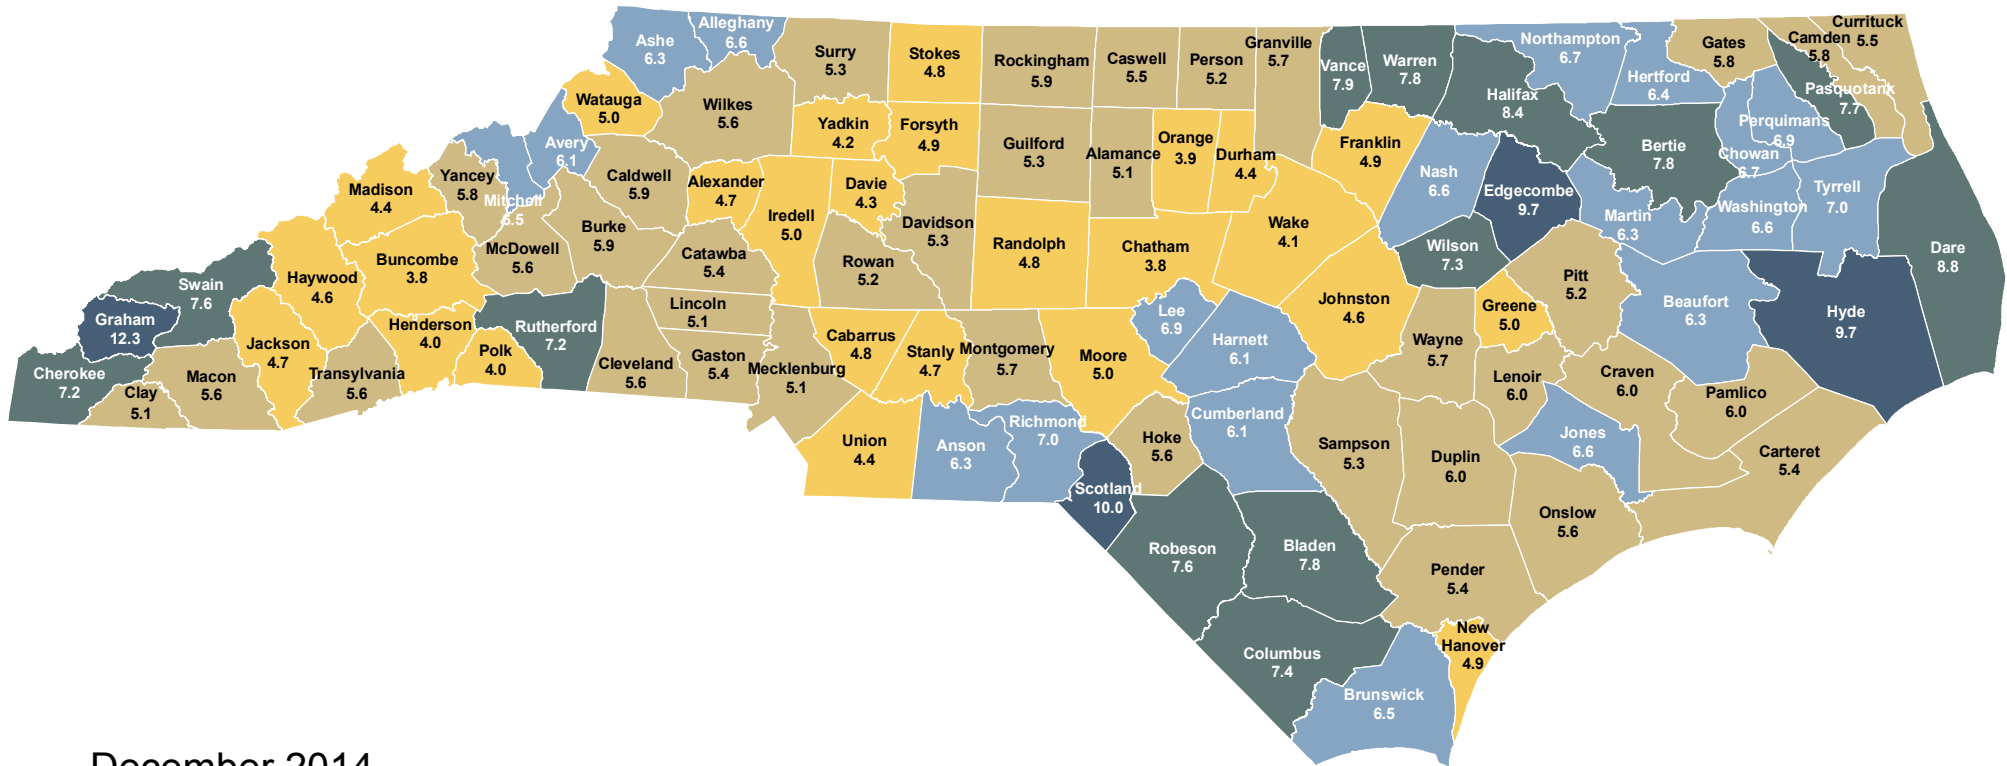 Ashe
6.3
Alleghany
6.6
Surry
5.3
Stokes
4.8
Rockingham
5.9
Caswell
5.5
Person
5.2
Granville
5.7
Vance
7.9
Warren
7.8
Halifax
8.4
Northampton
6.7
Hertford
6.4
Gates
5.8
Camden
5.8
Currituck
5.5
Pasquotank
7.7
Perquimans
6.9
Chowan
6.7
Bertie
7.8
Watauga
5.0
Wilkes
5.6
Yadkin
4.2
Forsyth
4.9
Guilford
5.3
Alamance
5.1
Orange
3.9
Durham
4.4
Franklin
4.9
Nash
6.6
Edgecombe
9.7
Martin
6.3
Washington
6.6
Tyrrell
7.0
Dare
8.8
Madison
4.4
Yancey
5.8
Mitchell
6.5
Avery
6.1
Caldwell
5.9
Alexander
4.7
Iredell
5.0
Davie
4.3
Davidson
5.3
Randolph
4.8
Chatham
3.8
Wake
4.1
Wilson
7.3
Pitt
5.2
Beaufort
6.3
Hyde
9.7
Swain
7.6
Haywood
4.6
Buncombe
3.8
McDowell
5.6
Burke
5.9
Catawba
5.4
Rowan
5.2
Lincoln
5.1
Graham
12.3
Cherokee
7.2
Clay
5.1
Macon
5.6
Jackson
4.7
Transylvania
5.6
Henderson
4.0
Polk
4.0
Rutherford
7.2
Cleveland
5.6
Gaston
5.4
Mecklenburg
5.1
Cabarrus
4.8
Stanly
4.7
Montgomery
5.7
Moore
5.0
Lee
6.9
Harnett
6.1
Johnston
4.6
Wayne
5.7
Greene
5.0
Lenoir
6.0
Craven
6.0
Pamlico
6.0
Carteret
5.4
Jones
6.6
Union
4.4
Anson
6.3
Richmond
7.0
Scotland
10.0
Hoke
5.6
Cumberland
6.1
Sampson
5.3
Duplin
6.0
Onslow
5.6
Robeson
7.6
Bladen
7.8
Pender
5.4
Columbus
7.4
Brunswick
6.5
New
Hanover
4.9
December 2014